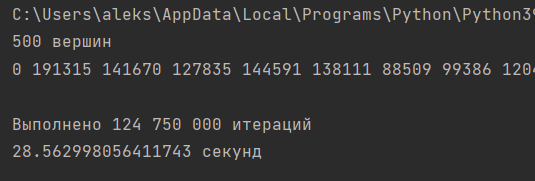 C:\Users\aleks\AppData\Local\Programs\Python\Python39
500 вершин
0 191315 141670 127835 144591 138111 88509 99386 1204
Выполнено 124 750 000 итераций
28.562998056411743 секунд